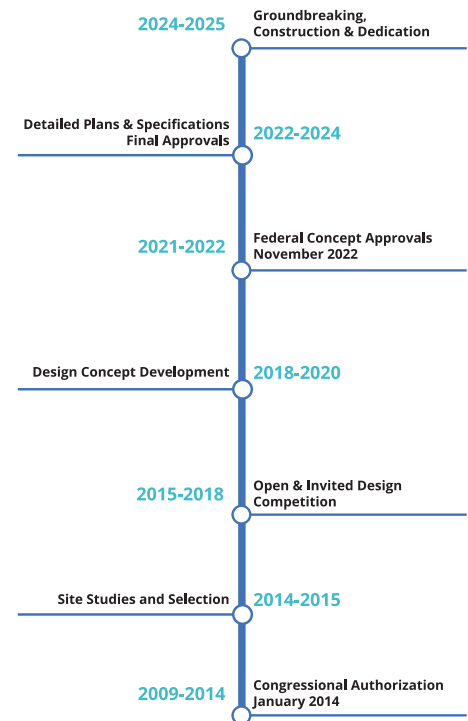 2024-2025
Groundbreaking,
Construction & Dedication
Detailed Plans & Specifications
Final Approvals
2022-2024
2021-2022
Federal Concept Approvals
November 2022
Design Concept Development
2018-2020
2015-2018
Open & Invited Design
Competition
Site Studies and Selection
2014-2015
2009-2014
Congressional Authorization
January 2014